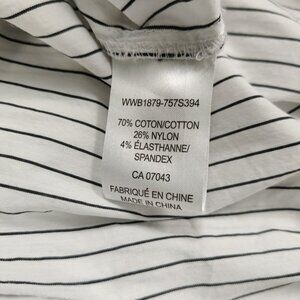 WWB1879-757S394
70% COTON/COTTON
26% NYLON
4% ÉLASTHANNE/
SPANDEX
CA 07043
FABRIQUÉ EN CHINE
MADE IN CHINA